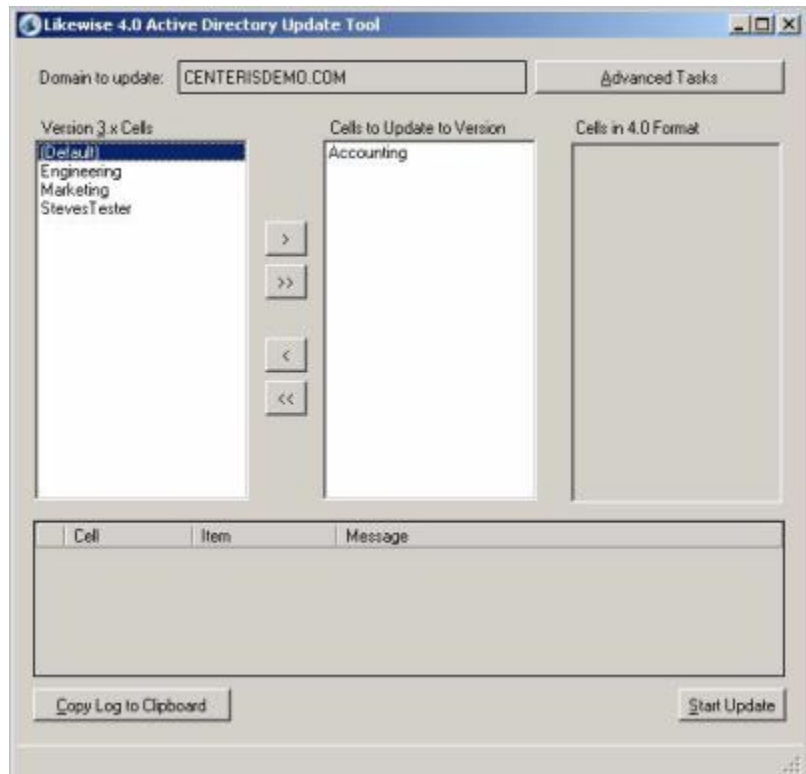 Likewise 4.0 Active Directory Update Tool
Domain to update: CENTERISDEMO.COM Advanced Tasks
Version 3.x Cells
(Default)
Engineering
Marketing
StevesTester
>
>>
<
<<
Cells to Update to Version
Accounting
Cells in 4.0 Format
Cell Item Message
Copy Log to Clipboard
Start Update